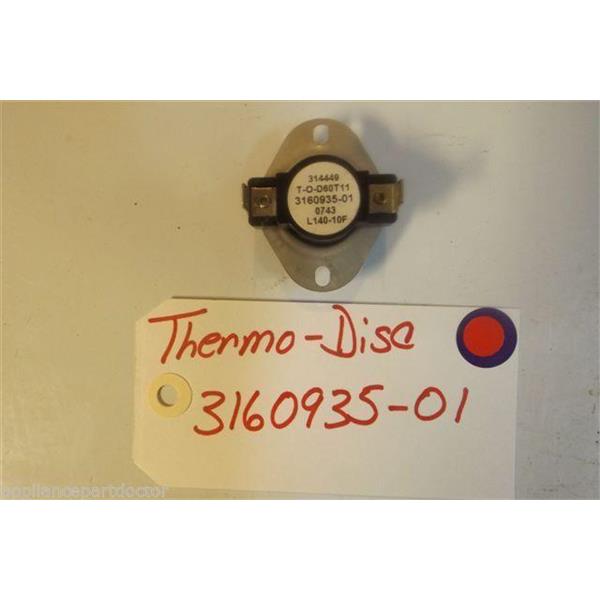 314449
T-O-D60T11
3160935-01
0743
L140-10F
Thermo-Disc
3160935-01
appliancepartdoctor